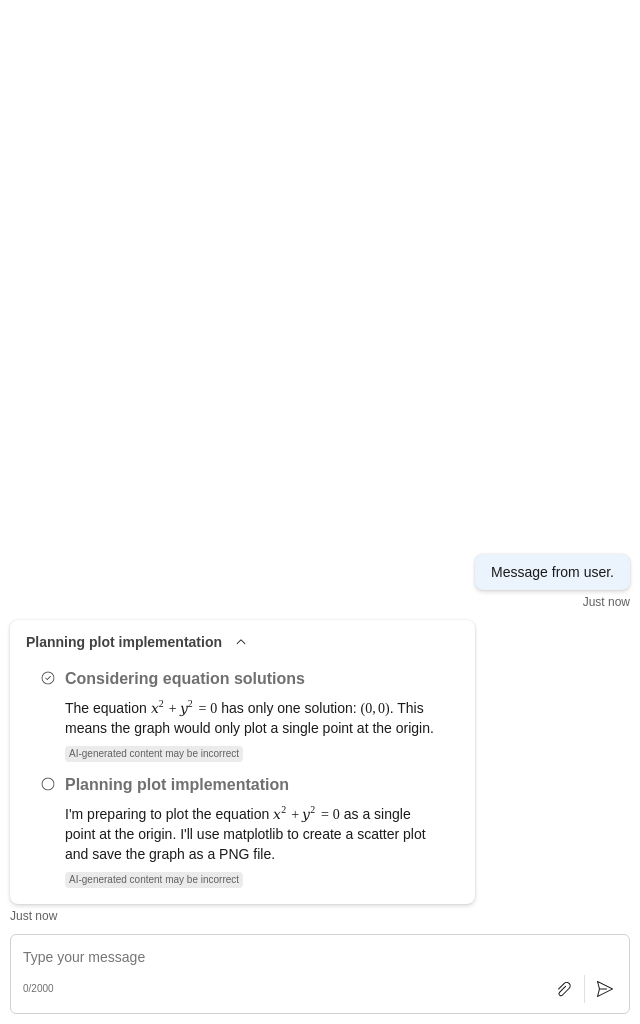 Message from user.
Just now
Planning plot implementation
Considering equation solutions
The equation x² + y² = 0 has only one solution: (0, 0). This
means the graph would only plot a single point at the origin.
AI-generated content may be incorrect
Planning plot implementation
I'm preparing to plot the equation x² + y² = 0 as a single
point at the origin. I'll use matplotlib to create a scatter plot
and save the graph as a PNG file.
AI-generated content may be incorrect
Just now
Type your message
0/2000